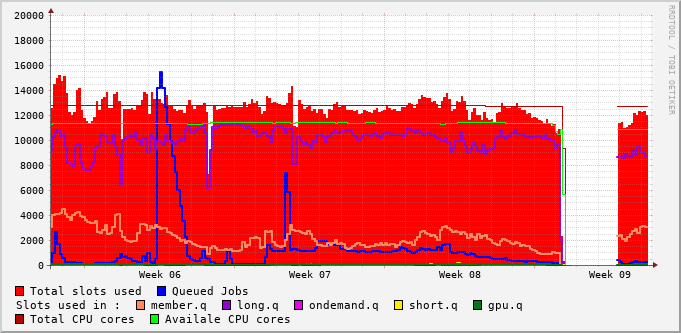 20000
18000
16000
14000
12000
10000
8000
6000
4000
2000
0
Week 06 Week 07 Week 08 Week 09
Total slots used Queued Jobs
Slots used in : member.q long.q ondemand.q short.q gpu.q
Total CPU cores Availale CPU cores
RRDTOOL / TOBI OETIKER